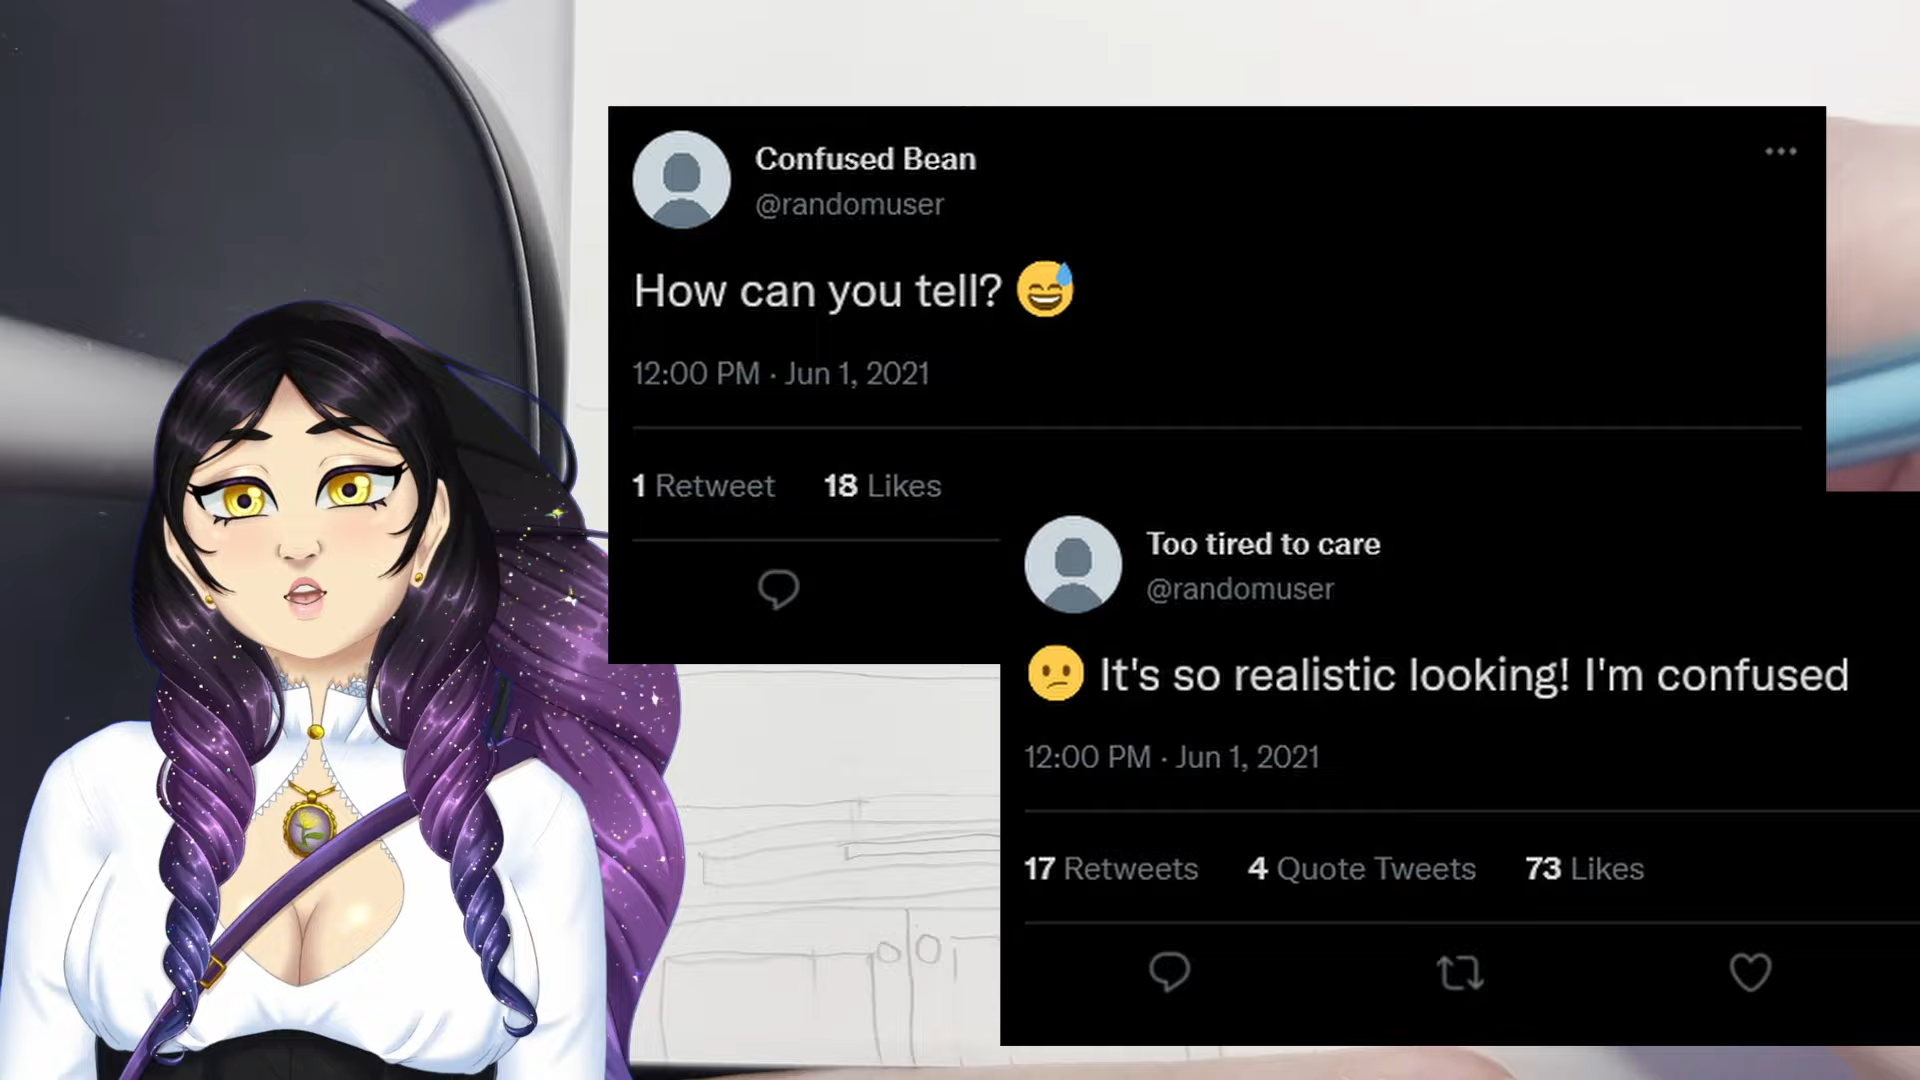 Confused Bean
@randomuser
How can you tell? 😅
12:00 PM · Jun 1, 2021
1 Retweet 18 Likes
Too tired to care
@randomuser
😕 It's so realistic looking! I'm confused
12:00 PM · Jun 1, 2021
17 Retweets 4 Quote Tweets 73 Likes